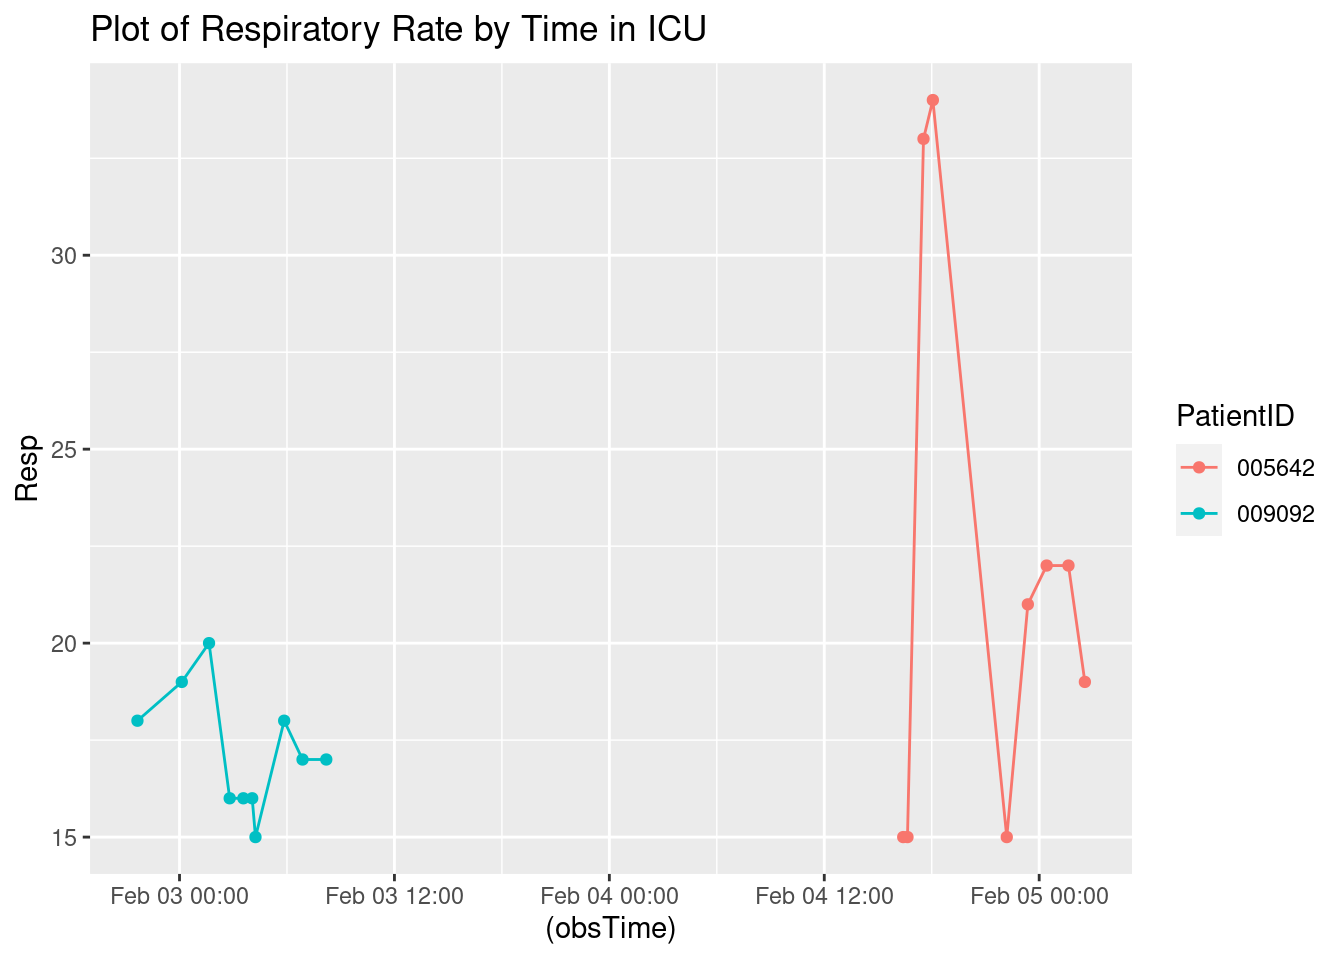 Plot of Respiratory Rate by Time in ICU
30
25
20
15
Resp
Feb 03 00:00
Feb 03 12:00
Feb 04 00:00
Feb 04 12:00
Feb 05 00:00
(obsTime)
PatientID
005642
009092